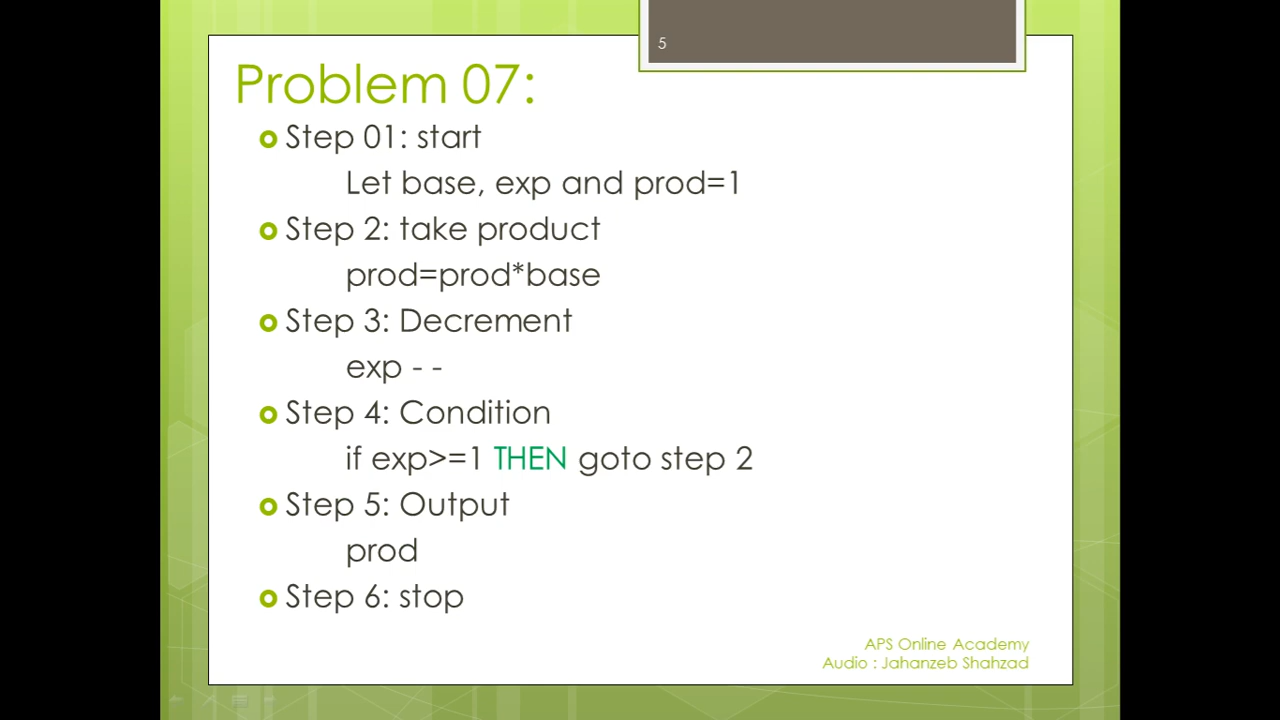 5
Problem 07:
Step 01: start
Let base, exp and prod=1
Step 2: take product
prod=prod*base
Step 3: Decrement
exp - -
Step 4: Condition
if exp>=1 THEN goto step 2
Step 5: Output
prod
Step 6: stop
APS Online Academy
Audio : Jahanzeb Shahzad